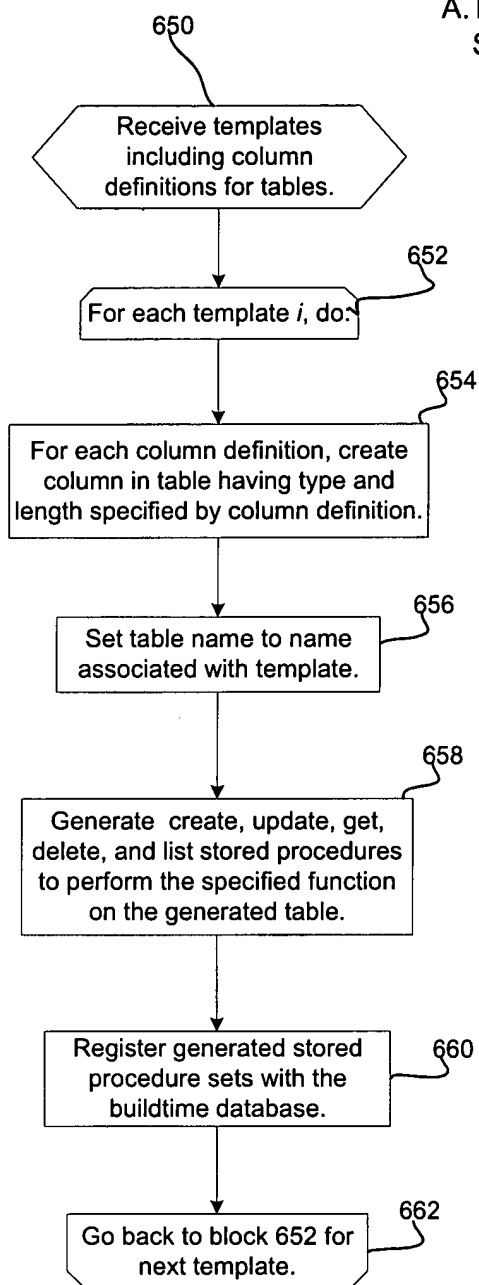 A.
S
650
Receive templates
including column
definitions for tables.
652
For each template i, do:
654
For each column definition, create
column in table having type and
length specified by column definition.
656
Set table name to name
associated with template.
658
Generate create, update, get,
delete, and list stored procedures
to perform the specified function
on the generated table.
660
Register generated stored
procedure sets with the
buildtime database.
662
Go back to block 652 for
next template.